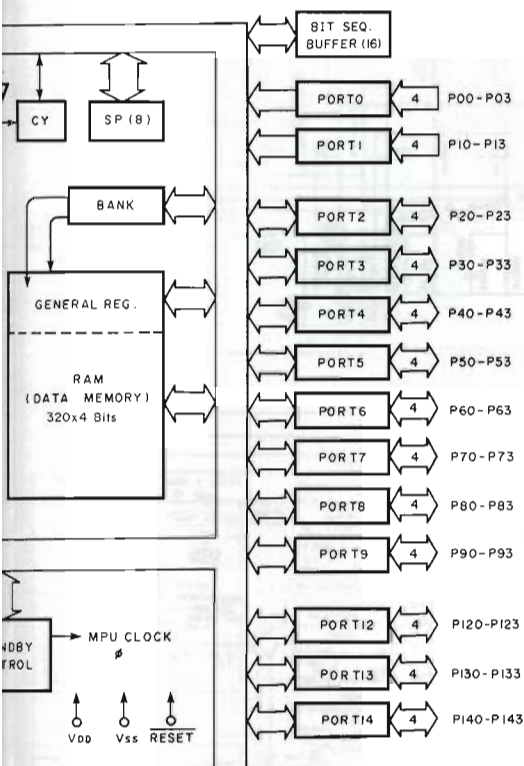 BIT SEQ.
BUFFER (16)
CY
SP (8)
PORT0
4
P00-P03
PORT1
4
P10-P13
BANK
PORT2
4
P20-P23
PORT3
4
P30-P33
GENERAL REG.
PORT4
4
P40-P43
RAM
(DATA MEMORY)
320x4 Bits
PORT5
4
P50-P53
PORT6
4
P60-P63
PORT7
4
P70-P73
PORT8
4
P80-P83
PORT9
4
P90-P93
NDBY
TROL
MPU CLOCK
ø
PORT12
4
P120-P123
PORT13
4
P130-P133
PORT14
4
P140-P143
VDD
VSS
RESET